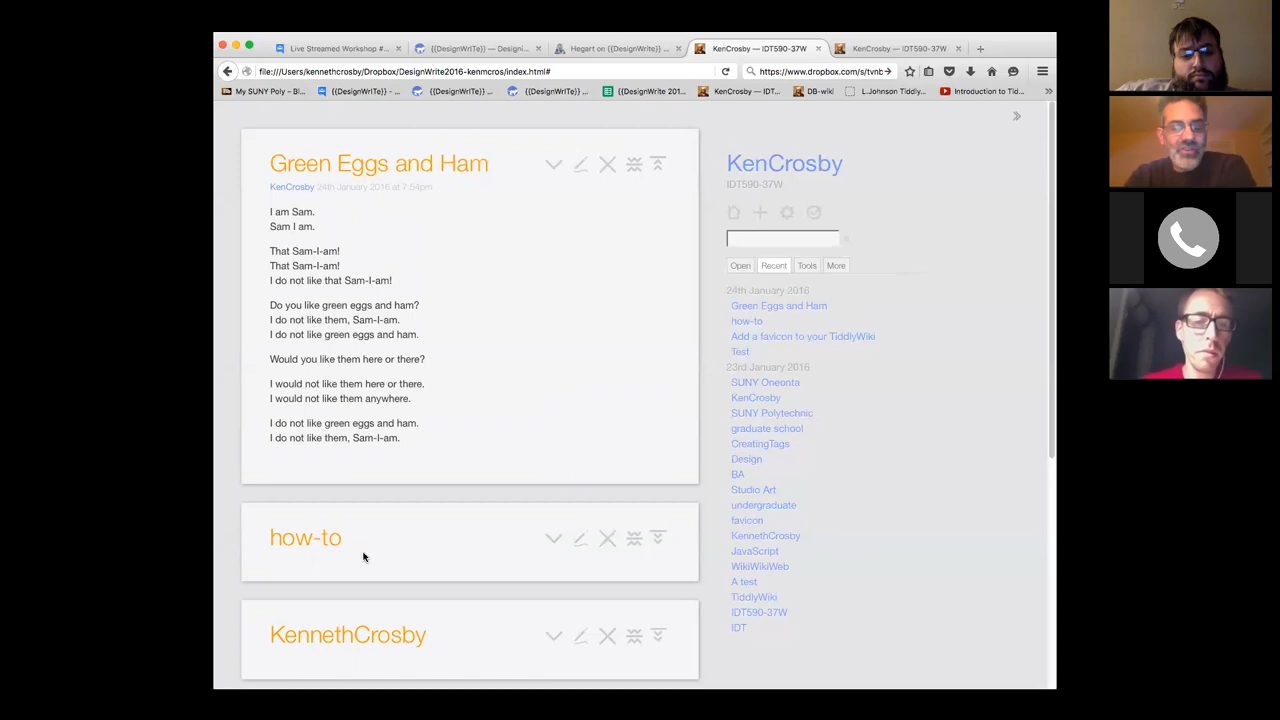 Live Streamed Workshop #...
{{DesignWriTe}} — Designi...
Hegart on {{DesignWrite}} ...
KenCrosby — IDT590-37W
KenCrosby — IDT590-37W
file:///Users/kennethcrosby/Dropbox/DesignWrite2016-kenmcros/index.html#
https://www.dropbox.com/s/tvnb
My SUNY Poly – B...
{{DesignWriTe}} - ...
{{DesignWriTe}} ...
{{DesignWriTe}} ...
{{DesignWrite 201...
KenCrosby — IDT...
DB-wiki
L.Johnson Tiddly...
Introduction to Tid...
Green Eggs and Ham
KenCrosby 24th January 2016 at 7:54pm
I am Sam.
Sam I am.
That Sam-I-am!
That Sam-I-am!
I do not like that Sam-I-am!
Do you like green eggs and ham?
I do not like them, Sam-I-am.
I do not like green eggs and ham.
Would you like them here or there?
I would not like them here or there.
I would not like them anywhere.
I do not like green eggs and ham.
I do not like them, Sam-I-am.
how-to
KennethCrosby
KenCrosby
IDT590-37W
Open Recent Tools More
24th January 2016
Green Eggs and Ham
how-to
Add a favicon to your TiddlyWiki
Test
23rd January 2016
SUNY Oneonta
KenCrosby
SUNY Polytechnic
graduate school
CreatingTags
Design
BA
Studio Art
undergraduate
favicon
KennethCrosby
JavaScript
WikiWikiWeb
A test
TiddlyWiki
IDT590-37W
IDT